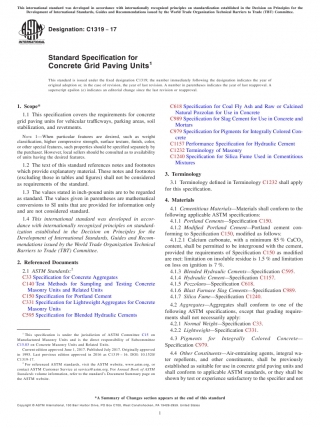 This international standard was developed in accordance with internationally recognized principles on standardization established in the Decision on Principles for the
Development of International Standards, Guides and Recommendations issued by the World Trade Organization Technical Barriers to Trade (TBT) Committee.
Designation: C1319 − 17
Standard Specification for
Concrete Grid Paving Units1
This standard is issued under the fixed designation C1319; the number immediately following the designation indicates the year of
original adoption or, in the case of revision, the year of last revision. A number in parentheses indicates the year of last reapproval. A
superscript epsilon (ε) indicates an editorial change since the last revision or reapproval.
1. Scope*
1.1 This specification covers the requirements for concrete
grid paving units for vehicular trafficways, parking areas, soil
stabilization, and revetments.
NOTE 1—When particular features are desired, such as weight
classification, higher compressive strength, surface texture, finish, color,
or other special features, such properties should be specified separately by
the purchaser. However, local sellers should be consulted as to availability
of units having the desired features.
1.2 The text of this standard references notes and footnotes
which provide explanatory material. These notes and footnotes
(excluding those in tables and figures) shall not be considered
as requirements of the standard.
1.3 The values stated in inch-pound units are to be regarded
as standard. The values given in parentheses are mathematical
conversions to SI units that are provided for information only
and are not considered standard.
1.4 This international standard was developed in accor-
dance with internationally recognized principles on standard-
ization established in the Decision on Principles for the
Development of International Standards, Guides and Recom-
mendations issued by the World Trade Organization Technical
Barriers to Trade (TBT) Committee.
2. Referenced Documents
2.1 ASTM Standards:2
C33 Specification for Concrete Aggregates
C140 Test Methods for Sampling and Testing Concrete
Masonry Units and Related Units
C150 Specification for Portland Cement
C331 Specification for Lightweight Aggregates for Concrete
Masonry Units
C595 Specification for Blended Hydraulic Cements
1 This specification is under the jurisdiction of ASTM Committee C15 on
Manufactured Masonry Units and is the direct responsibility of Subcommittee
C15.03 on Concrete Masonry Units and Related Units.
Current edition approved June 1, 2017. Published July 2017. Originally approved
in 1995. Last previous edition approved in
2 For referenced ASTM standards, visit the ASTM website, www.astm.org, or
contact ASTM Customer Service at service@astm.org. For Annual Book of ASTM
Standards volume information, refer to the standard's Document Summary page on
the ASTM website.
C618 Specification for Coal Fly Ash and Raw or Calcined
Natural Pozzolan for Use in Concrete
C989 Specification for Slag Cement for Use in Concrete and
Mortars
C979 Specification for Pigments for Integrally Colored Con-
crete
C1157 Performance Specification for Hydraulic Cement
C1232 Terminology of Masonry
C1240 Specification for Silica Fume Used in Cementitious
Mixtures
3. Terminology
3.1 Terminology defined in Terminology C1232 shall apply
for this specification.
4. Materials
4.1 Cementitious Materials—Materials shall conform to the
following applicable ASTM specifications:
4.1.1 Portland Cements—Specification C150.
4.1.2 Modified Portland Cement—Portland cement con-
forming to Specification C150, modified as follows:
4.1.2.1 Calcium carbonate, with a minimum 85 % CaCO3
content, shall be permitted to be interground with the cement,
provided the requirements of Specification C150 as modified
are met: limitation on insoluble residue is 1.5 % and limitation
on loss on ignition is 7 %.
4.1.3 Blended Hydraulic Cements—Specification C595.
4.1.4 Hydraulic Cement—Specification C1157.
4.1.5 Pozzolans—Specification C618.
4.1.6 Blast Furnace Slag Cement—Specification C989.
4.1.7 Silica Fume—Specification C1240.
4.2 Aggregates—Aggregates shall conform to one of the
following ASTM specifications, except that grading require-
ments shall not necessarily apply:
4.2.1 Normal Weight—Specification C33.
4.2.2 Lightweight—Specification C331.
4.3 Pigments for Integrally Colored Concrete—
Specification C979.
4.4 Other Constituents—Air-entraining agents, integral wa-
ter repellents, and other constituents, shall be previously
established as suitable for use in concrete grid paving units and
shall conform to applicable ASTM standards, or they shall be
shown by test or experience satisfactory to the specifier and not
*A Summary of Changes section appears at the end of this standard
Copyright © ASTM International, 100 Barr Harbor Drive, PO Box C700, West Conshohocken, PA 19428-2959. United States
1